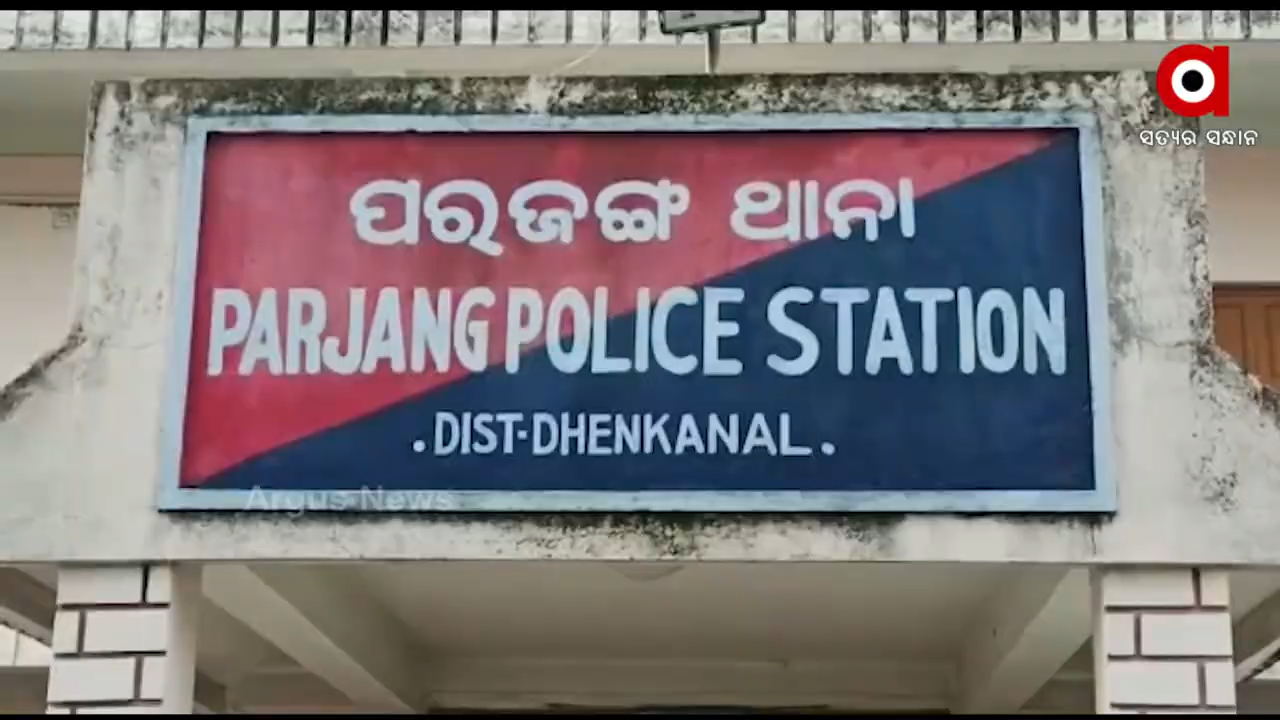 ସତ୍ୟର ସନ୍ଧାନ
ପରଜଙ୍ଗ ଥାନା
PARJANG POLICE STATION
. DIST-DHENKANAL .
Argus News